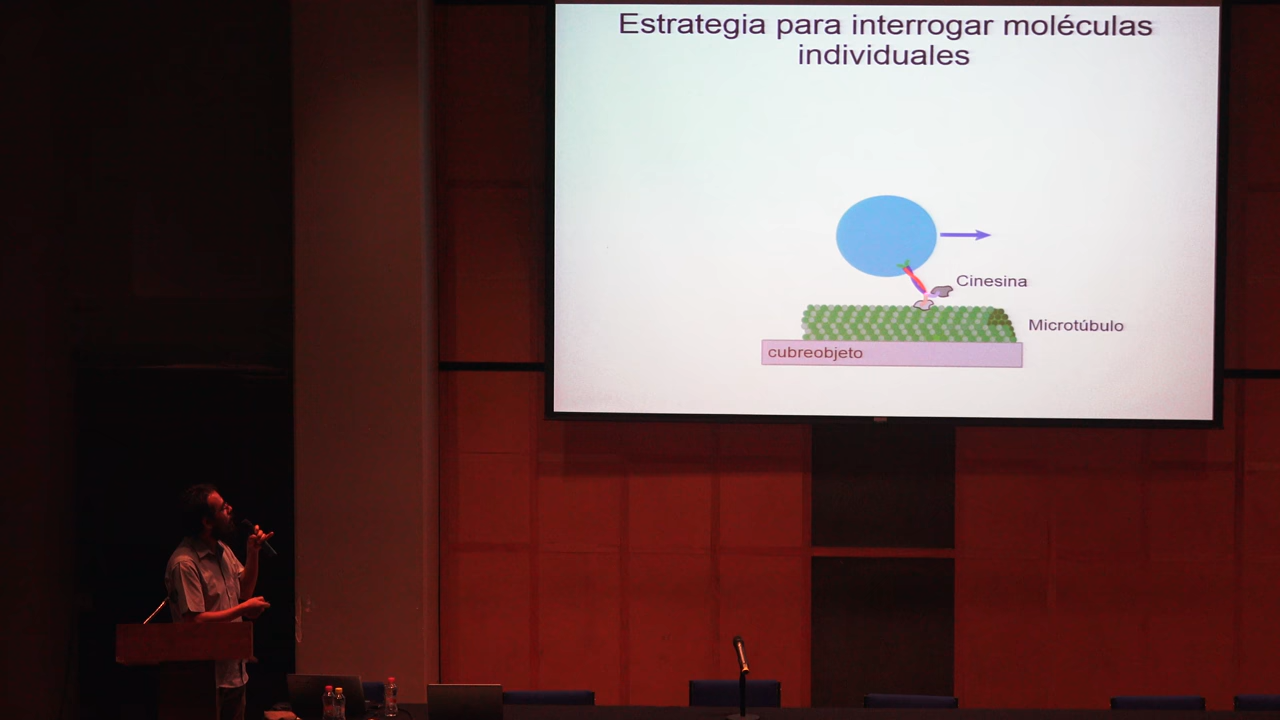 Estrategia para interrogar moléculas
individuales
Cinesina
Microtúbulo
cubreobjeto